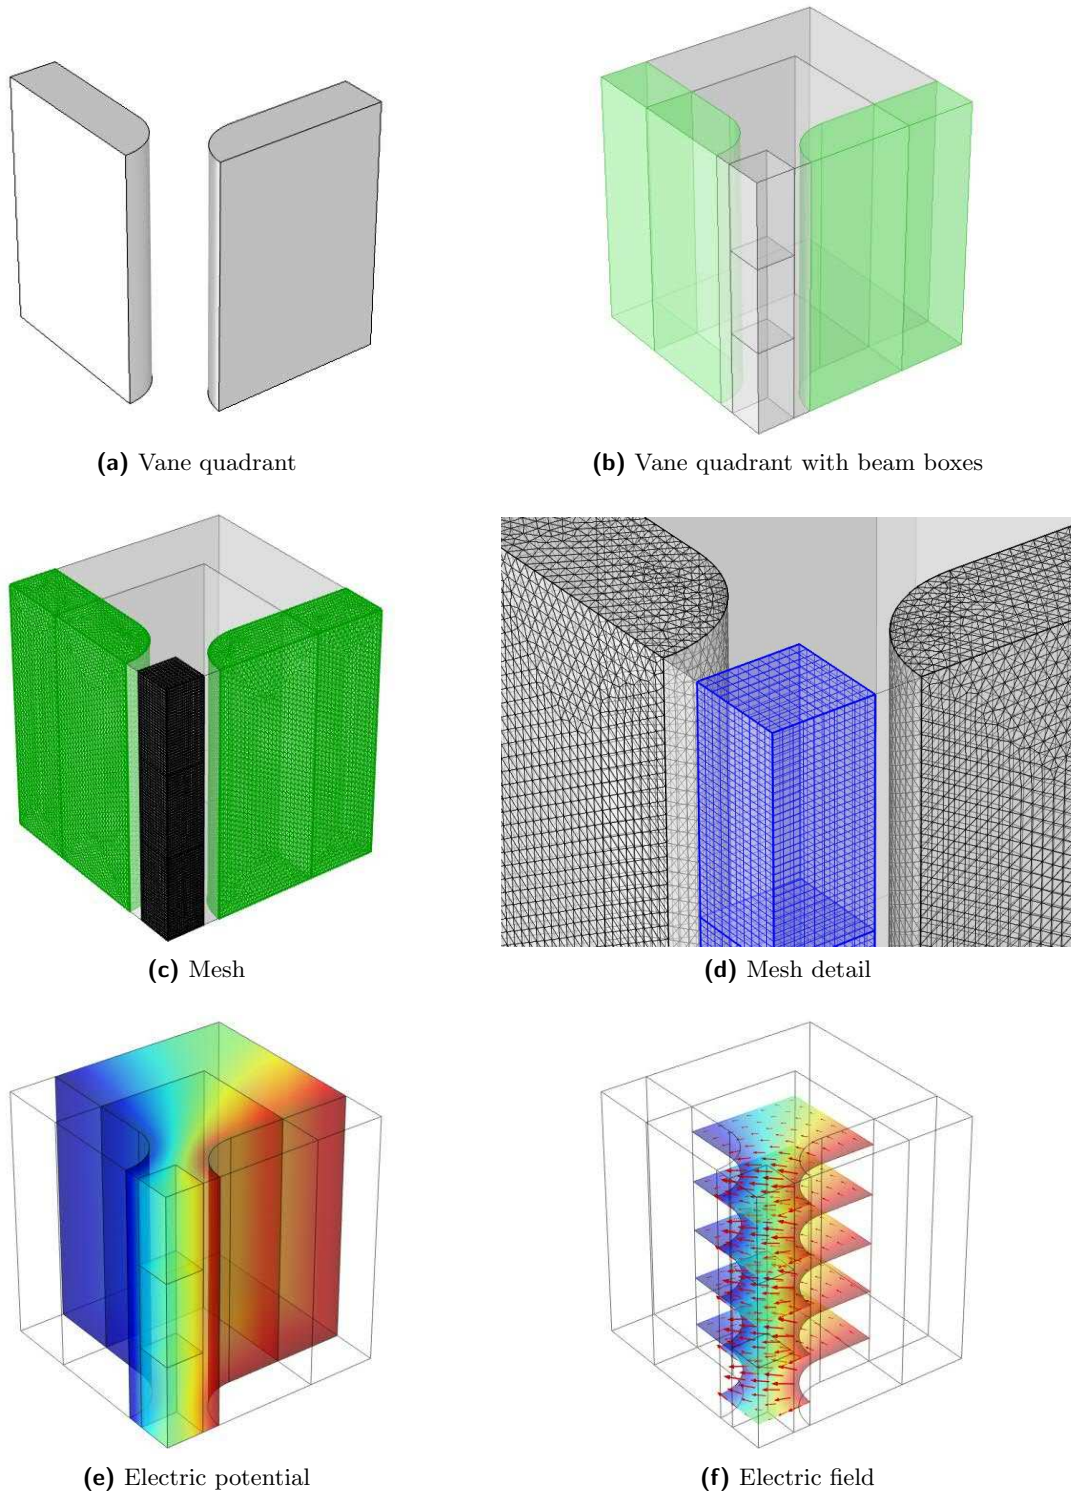 (a) Vane quadrant
(b) Vane quadrant with beam boxes
(c) Mesh
(d) Mesh detail
(e) Electric potential
(f) Electric field